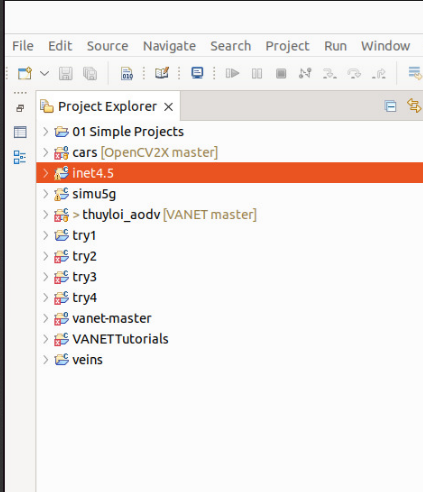 File Edit Source Navigate Search Project Run Window
010
Project Explorer
01 Simple Projects
cars [OpenCV2X master]
inet4.5
simu5g
> thuyloi_aodv [VANET master]
try1
try2
try3
try4
vanet-master
VANETTutorials
veins